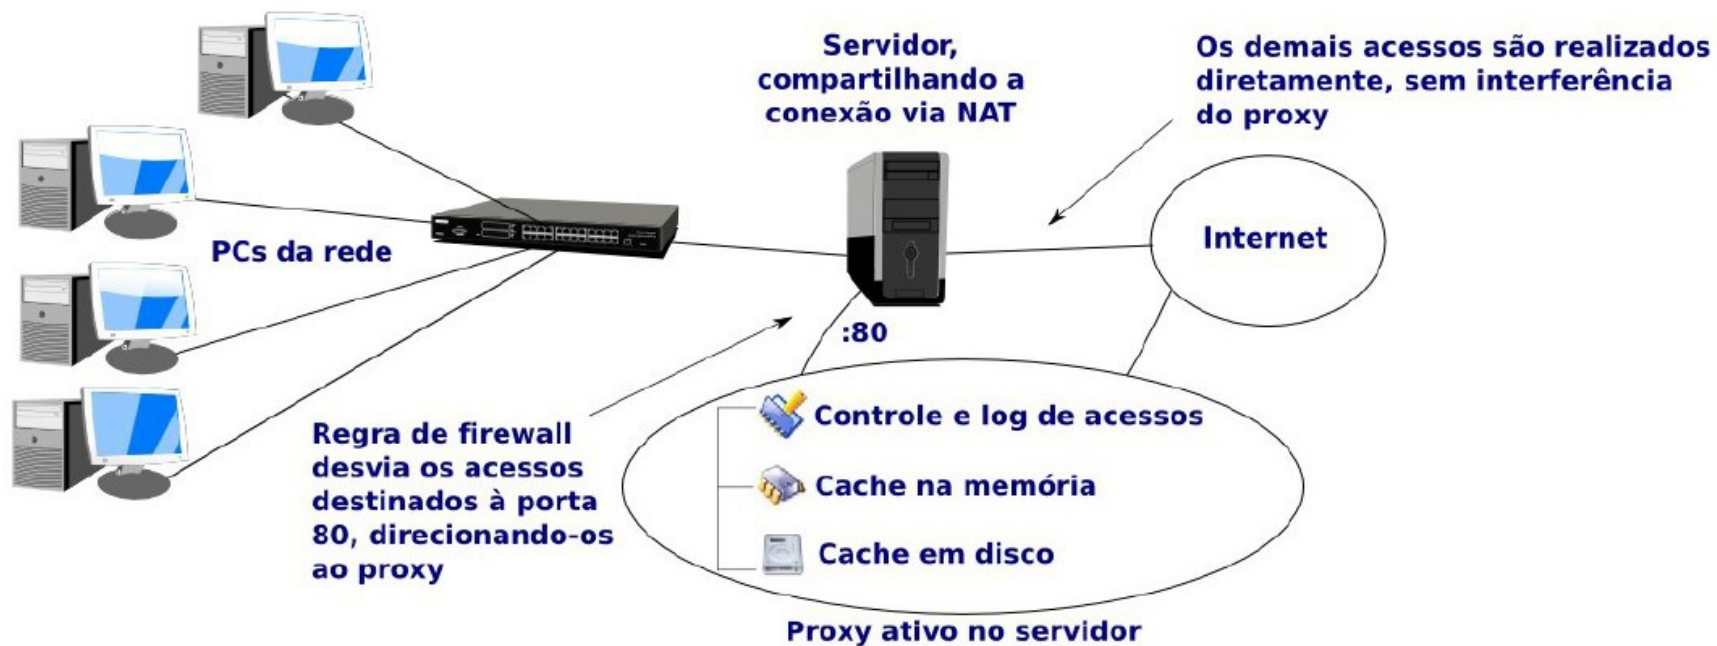 Servidor,
compartilhando a
conexão via NAT
Os demais acessos são realizados
diretamente, sem interferência
do proxy
PCs da rede
Internet
:80
Regra de firewall
desvia os acessos
destinados à porta
80, direcionando-os
ao proxy
Controle e log de acessos
Cache na memória
Cache em disco
Proxy ativo no servidor